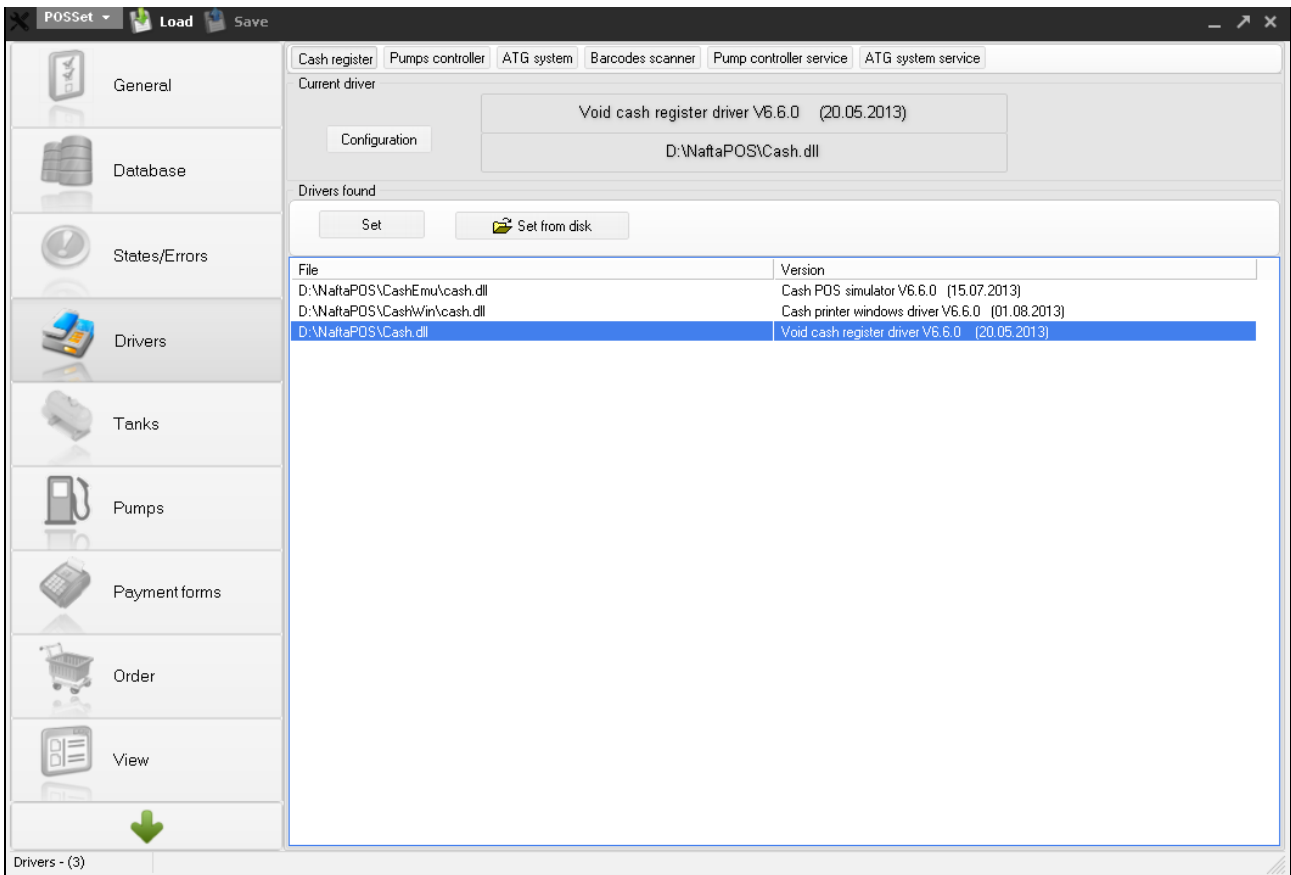 POSSet Load Save
General
Database
States/Errors
Drivers
Tanks
Pumps
Payment forms
Order
View
Cash register Pumps controller ATG system Barcodes scanner Pump controller service ATG system service
Current driver
Configuration
Void cash register driver V6.6.0 (20.05.2013)
D:\NaftaPOS\Cash.dll
Drivers found
Set Set from disk
File Version
D:\NaftaPOS\CashEmu\cash.dll Cash POS simulator V6.6.0 (15.07.2013)
D:\NaftaPOS\CashWin\cash.dll Cash printer windows driver V6.6.0 (01.08.2013)
D:\NaftaPOS\Cash.dll Void cash register driver V6.6.0 (20.05.2013)
Drivers - (3)